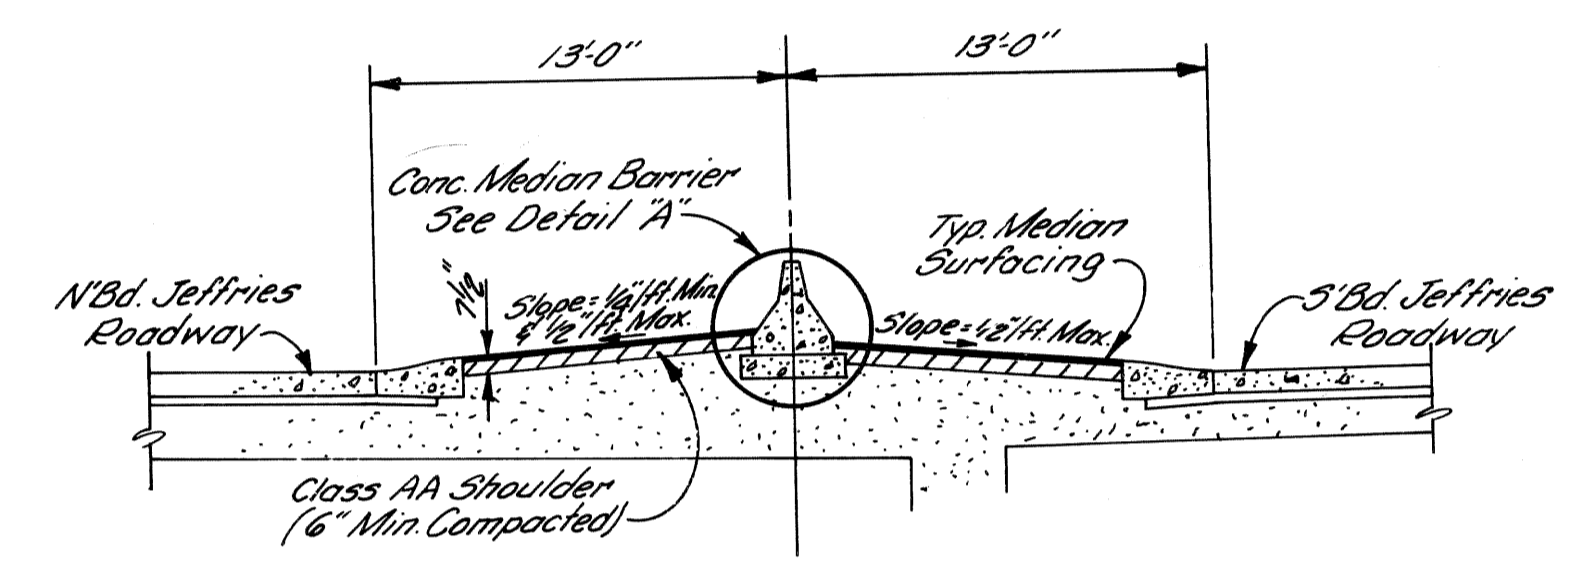 13'-0"
13'-0"
Conc. Median Barrier
See Detail "A"
Typ. Median
Surfacing
7 1/2"
Slope=1/4"/ft. Min.
& 1/2"/ft. Max.
Slope=1/2"/ft. Max.
N'Bd. Jeffries
Roadway
S'Bd. Jeffries
Roadway
Class AA Shoulder
(6" Min. Compacted)